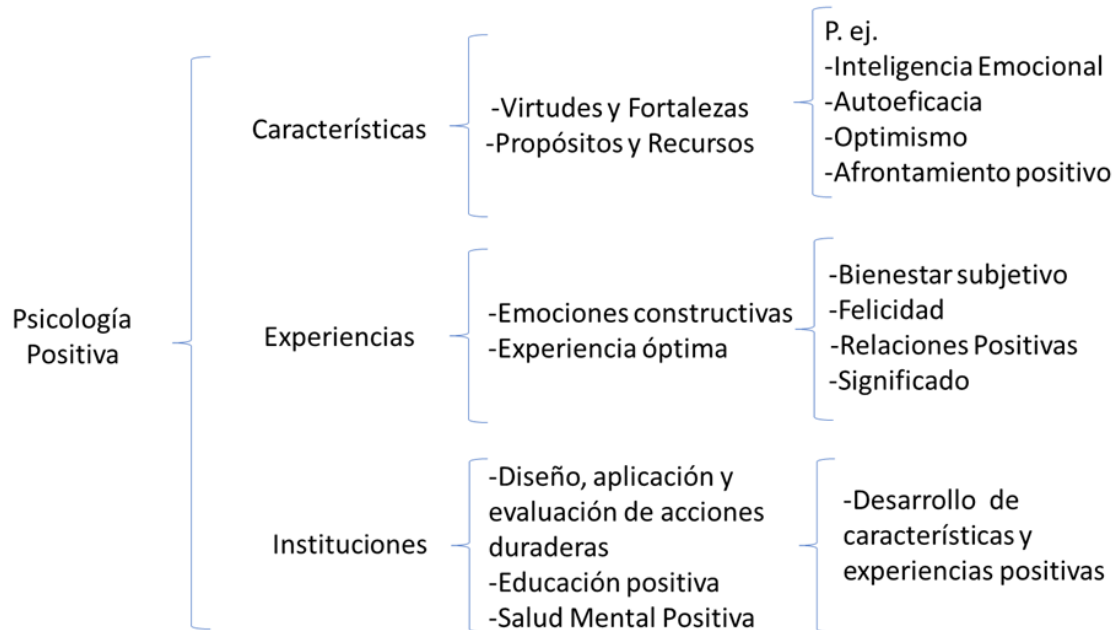 Psicología
Positiva
Características
-Virtudes y Fortalezas
-Propósitos y Recursos
P. ej.
-Inteligencia Emocional
-Autoeficacia
-Optimismo
-Afrontamiento positivo
Experiencias
-Emociones constructivas
-Experiencia óptima
-Bienestar subjetivo
-Felicidad
-Relaciones Positivas
-Significado
Instituciones
-Diseño, aplicación y
evaluación de acciones
duraderas
-Educación positiva
-Salud Mental Positiva
-Desarrollo de
características y
experiencias positivas